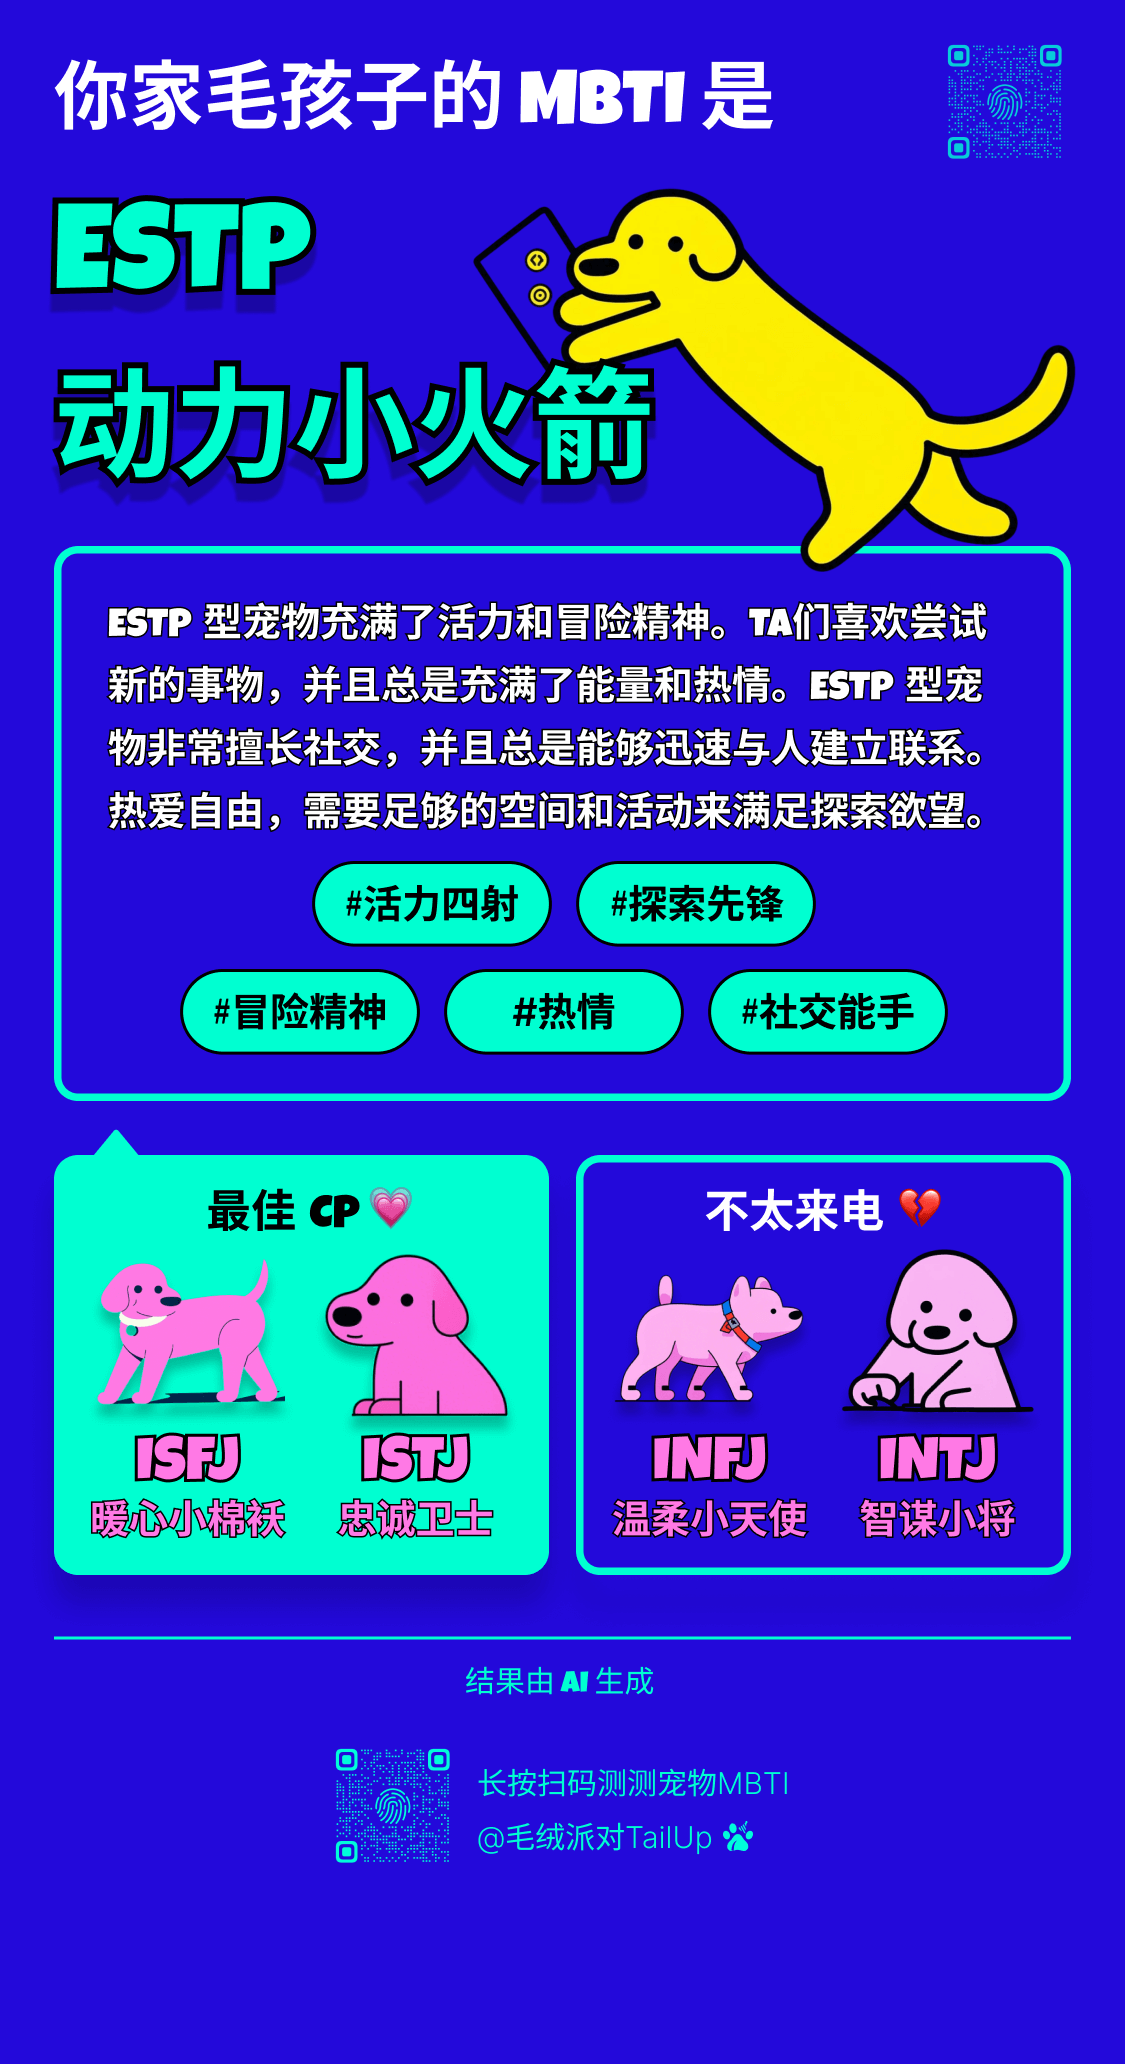 你家毛孩子的 MBTI 是
ESTP
动力小火箭
ESTP 型宠物充满了活力和冒险精神。TA们喜欢尝试
新的事物，并且总是充满了能量和热情。ESTP 型宠
物非常擅长社交，并且总是能够迅速与人建立联系。
热爱自由，需要足够的空间和活动来满足探索欲望。
#活力四射 #探索先锋
#冒险精神 #热情 #社交能手
最佳 CP 💗
ISFJ ISTJ
暖心小棉袄 忠诚卫士
不太来电 💔
INFJ INTJ
温柔小天使 智谋小将
结果由 AI 生成
长按扫码测测宠物MBTI
@毛绒派对TailUp